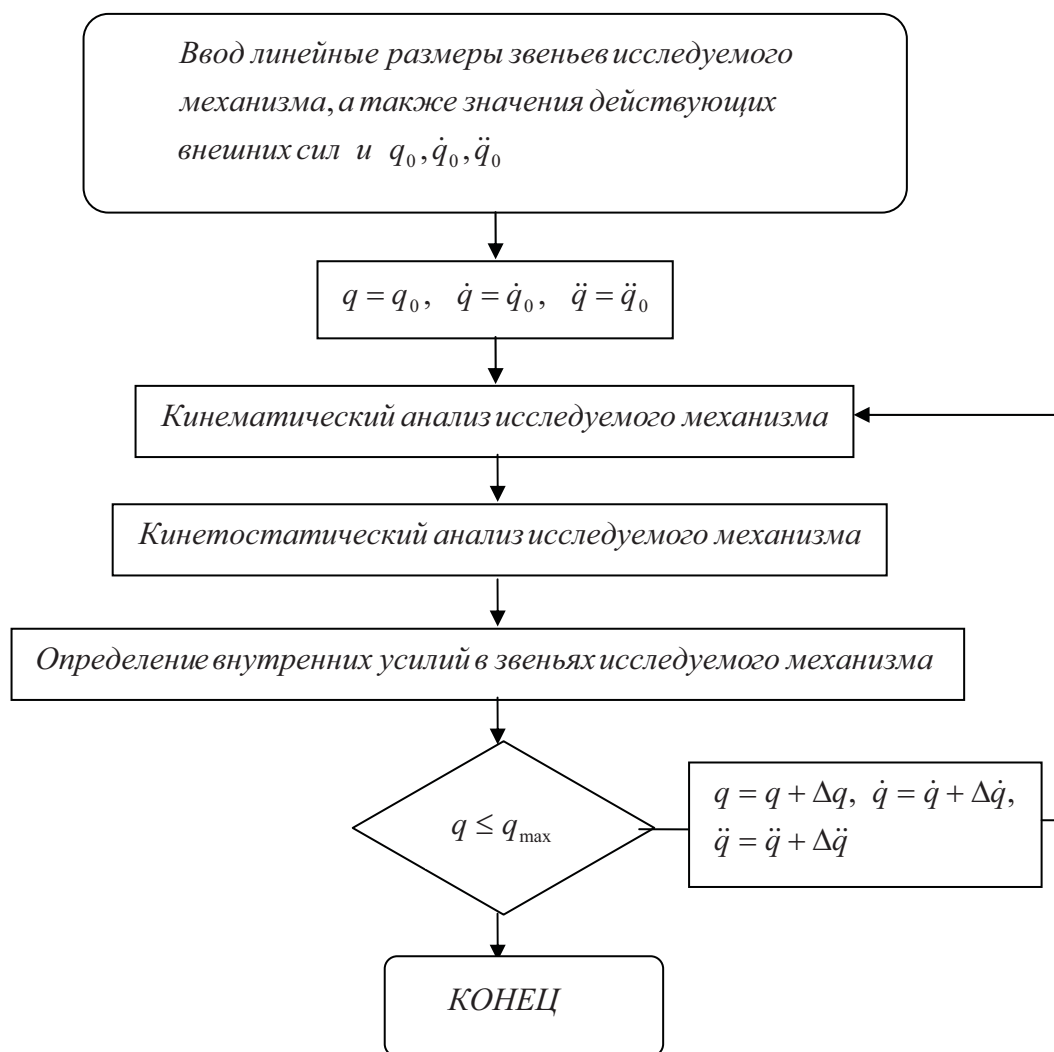 Ввод линейные размеры звеньев исследуемого
механизма, а также значения действующих
внешних сил и q₀, q̇₀, q̈₀
q = q₀, q̇ = q̇₀, q̈ = q̈₀
Кинематический анализ исследуемого механизма
Кинетостатический анализ исследуемого механизма
Определение внутренних усилий в звеньях исследуемого механизма
q ≤ q_max
q = q + Δq, q̇ = q̇ + Δq̇,
q̈ = q̈ + Δq̈
КОНЕЦ